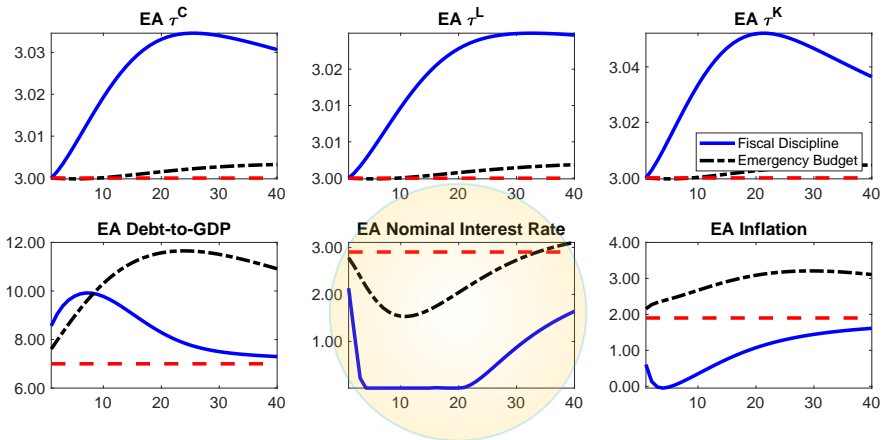 EA τ^C EA τ^L EA τ^K
3.03 3.02 3.04
3.02 3.01
3.01 3.01 3.02
Fiscal Discipline
Emergency Budget
3.00 3.00 3.00
10 20 30 40 10 20 30 40 10 20 30 40
EA Debt-to-GDP EA Nominal Interest Rate EA Inflation
12.00 3.00 4.00
10.00 2.00 3.00
2.00
8.00 1.00 1.00
6.00 0.00
10 20 30 40 10 20 30 40 10 20 30 40